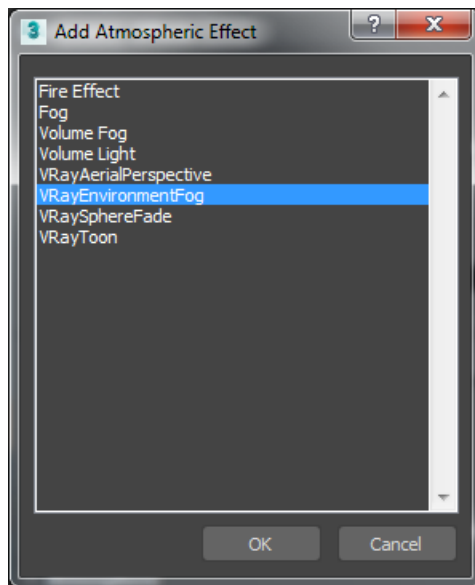 3 Add Atmospheric Effect ? X
Fire Effect
Fog
Volume Fog
Volume Light
VRayAerialPerspective
VRayEnvironmentFog
VRaySphereFade
VRayToon
OK Cancel